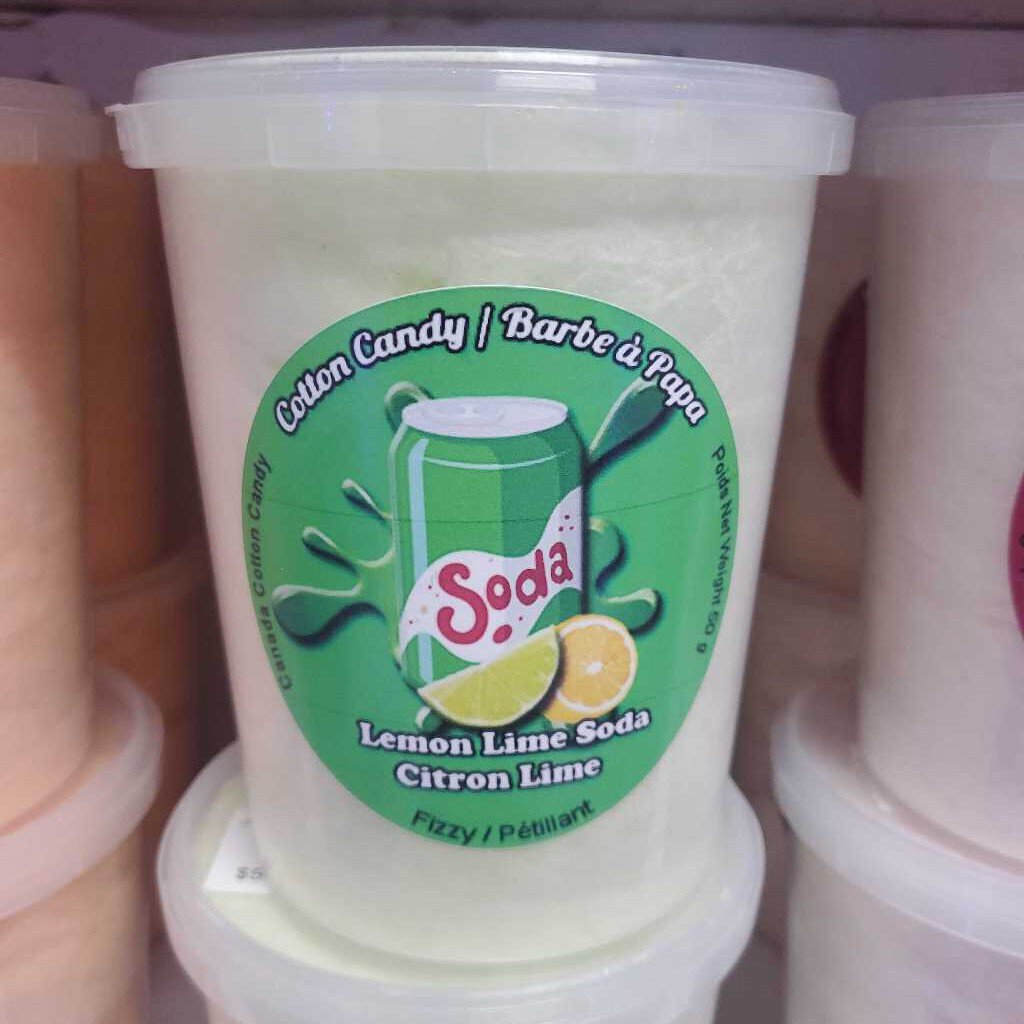 Cotton Candy / Barbe à Papa
Canada Cotton Candy
Poids Net Weight 60 g
Soda
Lemon Lime Soda
Citron Lime
Fizzy / Pétillant